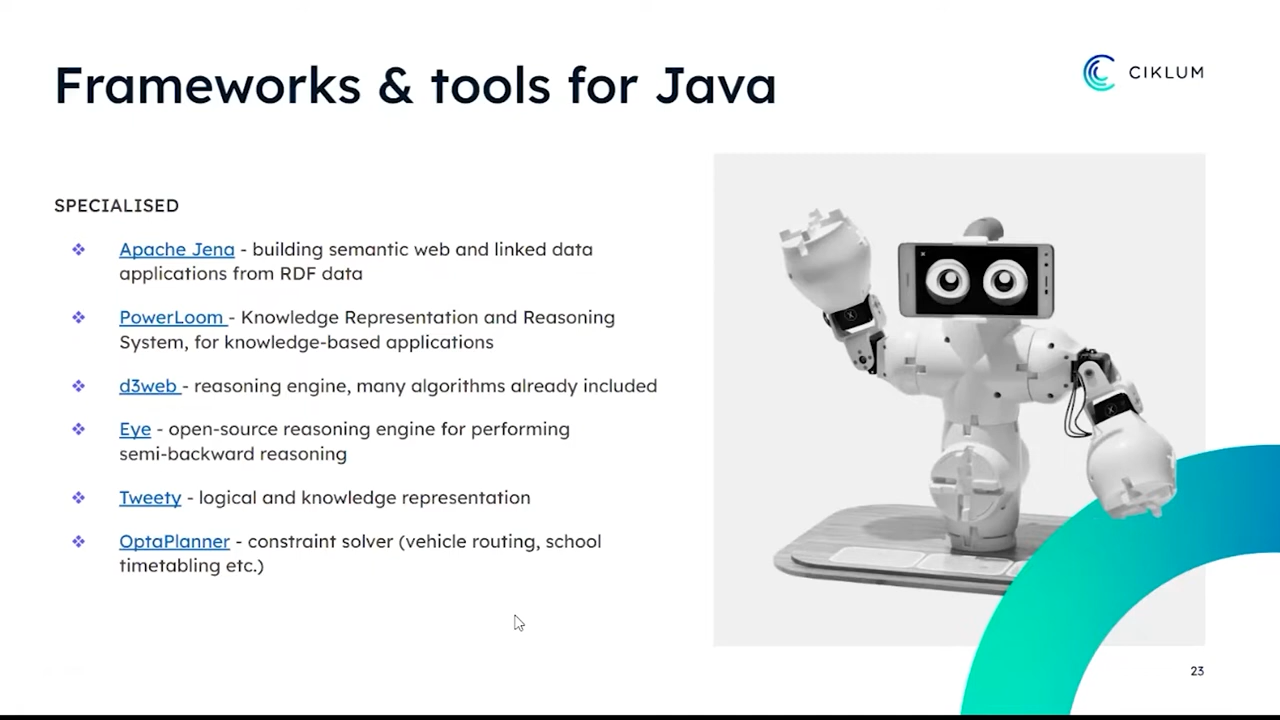 Frameworks & tools for Java
CIKLUM
SPECIALISED
❖ Apache Jena - building semantic web and linked data
applications from RDF data
❖ PowerLoom - Knowledge Representation and Reasoning
System, for knowledge-based applications
❖ d3web - reasoning engine, many algorithms already included
❖ Eye - open-source reasoning engine for performing
semi-backward reasoning
❖ Tweety - logical and knowledge representation
❖ OptaPlanner - constraint solver (vehicle routing, school
timetabling etc.)
23